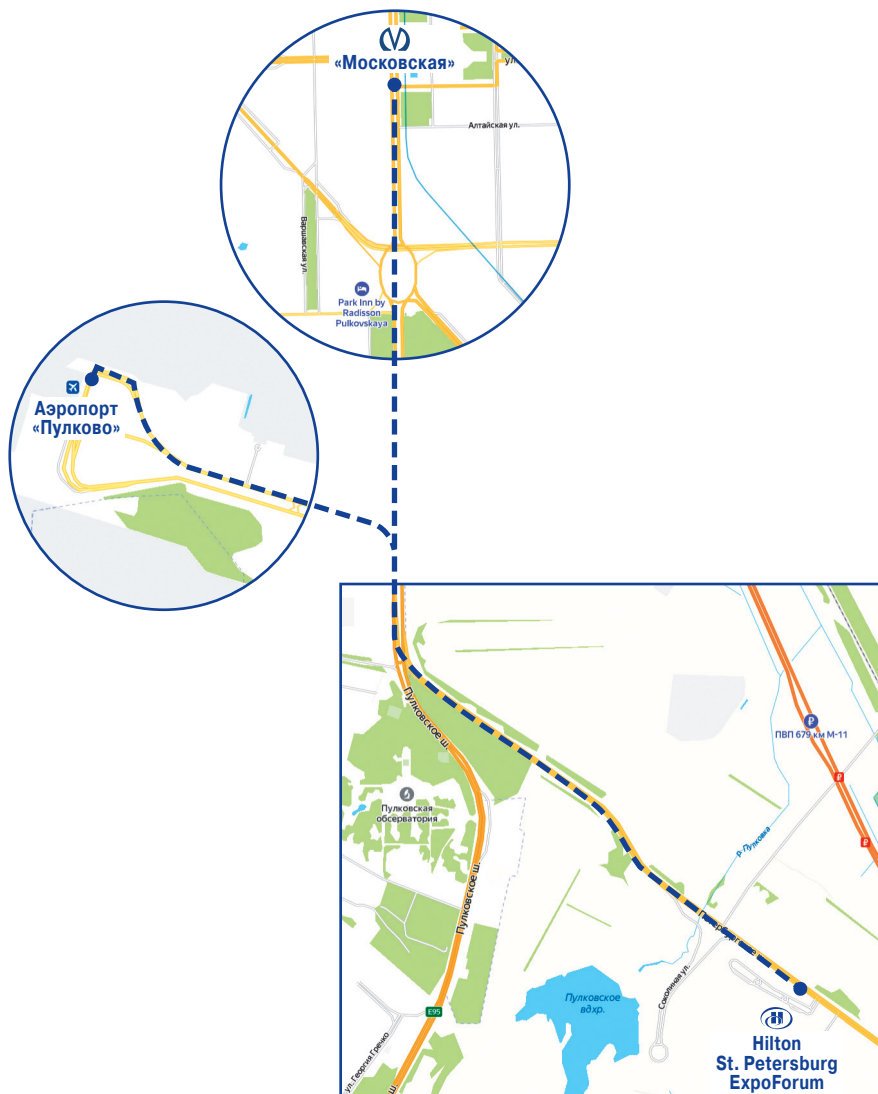 «Московская»
ул.
Алтайская ул.
Варшавская ул.
Park Inn by
Radisson
Pulkovskaya
Аэропорт
«Пулково»
Пулковское ш.
₽
ПВП 679 км М-11
₽
Пулковская
обсерватория
₽
р. Пулковка
Пулковское ш.
Петербургское
Соколиная ул.
Пулковское
вдхр.
E95
ул. Георгия Гречко
ш.
Hilton
St. Petersburg
ExpoForum